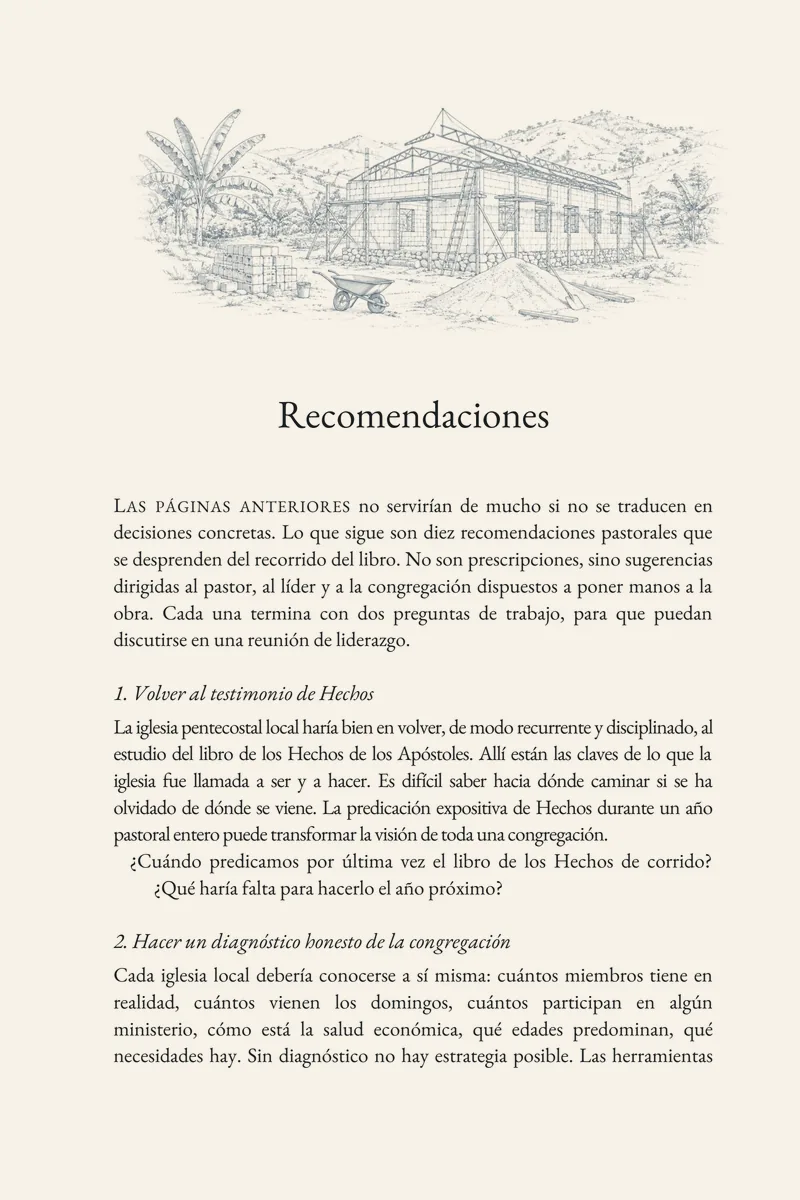 Recomendaciones
LAS PÁGINAS ANTERIORES no servirían de mucho si no se traducen en
decisiones concretas. Lo que sigue son diez recomendaciones pastorales que
se desprenden del recorrido del libro. No son prescripciones, sino sugerencias
dirigidas al pastor, al líder y a la congregación dispuestos a poner manos a la
obra. Cada una termina con dos preguntas de trabajo, para que puedan
discutirse en una reunión de liderazgo.
1. Volver al testimonio de Hechos
La iglesia pentecostal local haría bien en volver, de modo recurrente y disciplinado, al
estudio del libro de los Hechos de los Apóstoles. Allí están las claves de lo que la
iglesia fue llamada a ser y a hacer. Es difícil saber hacia dónde caminar si se ha
olvidado de dónde se viene. La predicación expositiva de Hechos durante un año
pastoral entero puede transformar la visión de toda una congregación.
¿Cuándo predicamos por última vez el libro de los Hechos de corrido?
¿Qué haría falta para hacerlo el año próximo?
2. Hacer un diagnóstico honesto de la congregación
Cada iglesia local debería conocerse a sí misma: cuántos miembros tiene en
realidad, cuántos vienen los domingos, cuántos participan en algún
ministerio, cómo está la salud económica, qué edades predominan, qué
necesidades hay. Sin diagnóstico no hay estrategia posible. Las herramientas